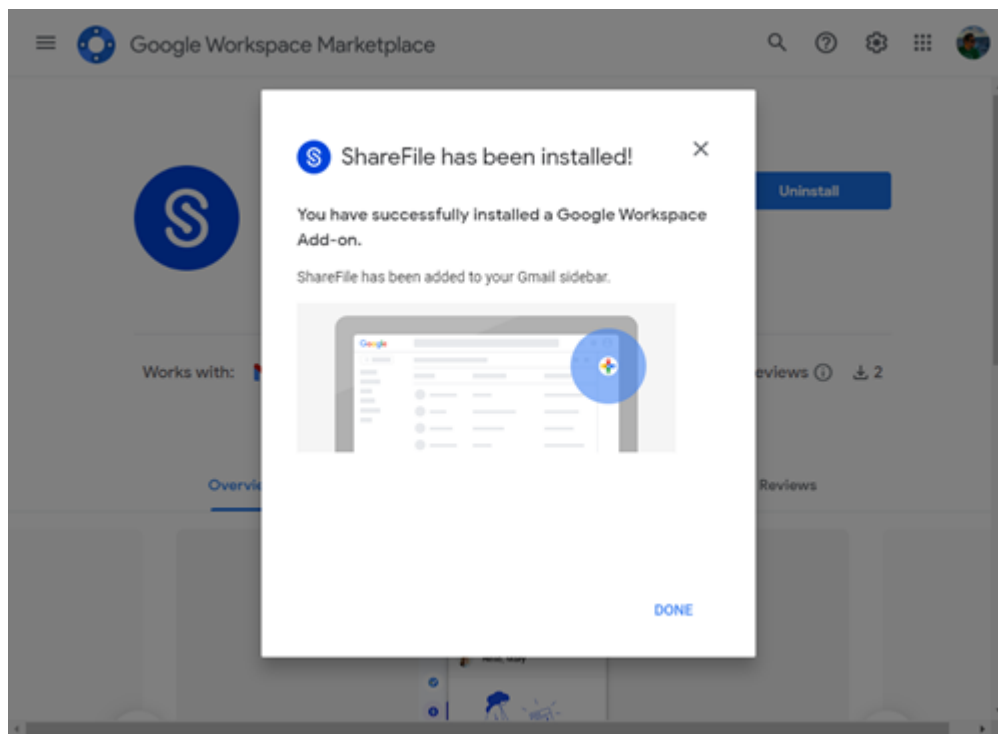 Google Workspace Marketplace
ShareFile has been installed!
You have successfully installed a Google Workspace
Add-on.
ShareFile has been added to your Gmail sidebar.
Google
DONE
Uninstall
Works with:
eviews
2
Overvie
Reviews